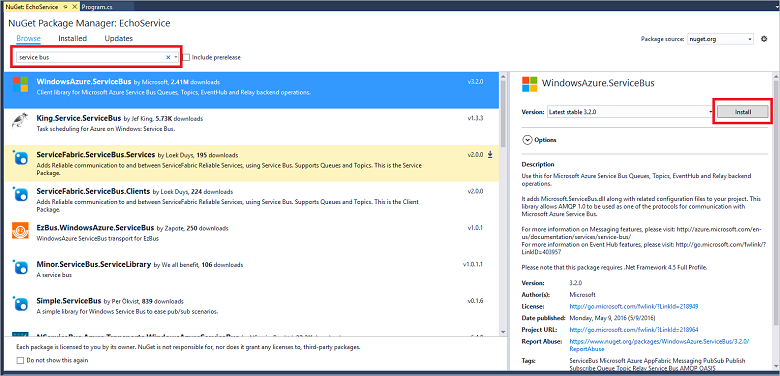 NuGet: EchoService
Program.cs
NuGet Package Manager: EchoService
Browse Installed Updates
Package source: nuget.org
service bus
Include prerelease
WindowsAzure.ServiceBus by Microsoft, 2.41M downloads v3.2.0
Client library for Microsoft Azure Service Bus Queues, Topics, EventHub and Relay backend operations.
King.Service.ServiceBus by Jef King, 5.73K downloads v1.3.3
Task scheduling for Azure on Windows: Service Bus.
ServiceFabric.ServiceBus.Services by Loek Duys, 195 downloads v2.0.0
Adds Reliable communication to and between ServiceFabric Reliable Services, using Service Bus. Supports Queues and Topics. This is the Service
Package.
ServiceFabric.ServiceBus.Clients by Loek Duys, 224 downloads v2.0.0
Adds Reliable communication to and between ServiceFabric Reliable Services, using Service Bus. Supports Queues and Topics. This is the Client
Package.
EzBus.WindowsAzure.ServiceBus by Zapote, 250 downloads v1.0.1
WindowsAzure ServiceBus transport for EzBus
Minor.ServiceBus.ServiceLibrary by We all benefit, 106 downloads v1.0.1.1
A service bus
Simple.ServiceBus by Per Ökvist, 839 downloads v0.1.6
A simple library for Windows Service Bus to ease pub/sub scenarios.
Each package is licensed to you by its owner. NuGet is not responsible, nor does it grant any licenses to, third-party packages.
Do not show this again
WindowsAzure.ServiceBus
Version: Latest stable 3.2.0 Install
Options
Description
Use this for Microsoft Azure Service Bus Queues, Topics, EventHub and Relay backend
operations.
It adds Microsoft.ServiceBus.dll along with related configuration files to your project. This
library allows AMQP 1.0 to be used as one of the protocols for communication with
Microsoft Azure Service Bus.
For more information on Messaging features, please visit: http://azure.microsoft.com/en-
us/documentation/services/service-bus/
For more information on Event Hub features, please visit: http://go.microsoft.com/fwlink/?
LinkID=403957
Please note that this package requires .Net Framework 4.5 Full Profile.
Version: 3.2.0
Author(s): Microsoft
License: http://go.microsoft.com/fwlink/?LinkId=218949
Date published: Monday, May 9, 2016 (5/9/2016)
Project URL: http://go.microsoft.com/fwlink/?LinkId=218964
Report Abuse: https://www.nuget.org/packages/WindowsAzure.ServiceBus/3.2.0/
ReportAbuse
Tags: ServiceBus Microsoft Azure AppFabric Messaging PubSub Publish
Subscribe Queue Topic Relay Service Bus AMQP OASIS